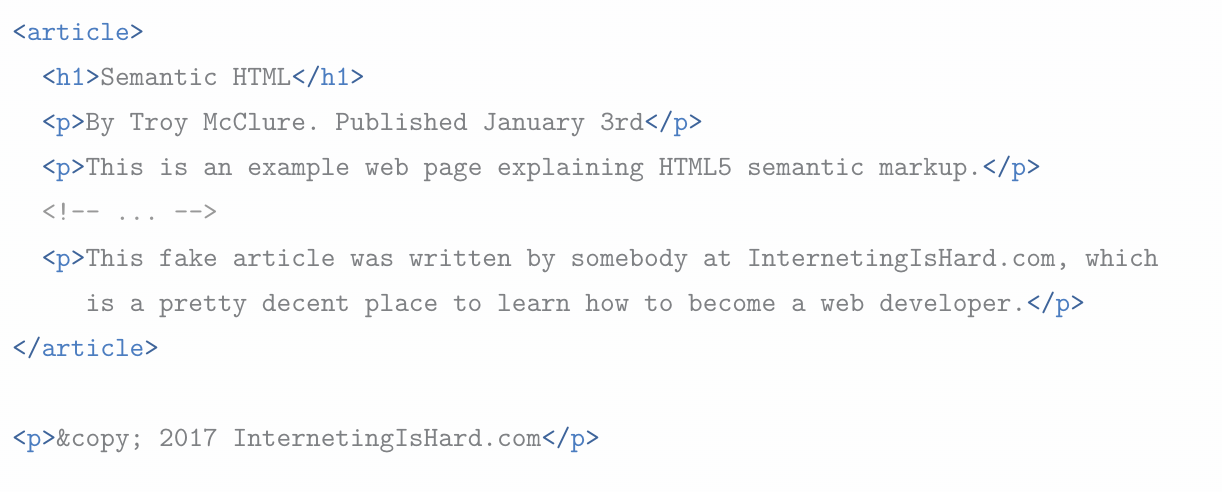 <article>
<h1>Semantic HTML</h1>
<p>By Troy McClure. Published January 3rd</p>
<p>This is an example web page explaining HTML5 semantic markup.</p>
<!-- ... -->
<p>This fake article was written by somebody at InternetingIsHard.com, which
is a pretty decent place to learn how to become a web developer.</p>
</article>
<p>&copy; 2017 InternetingIsHard.com</p>